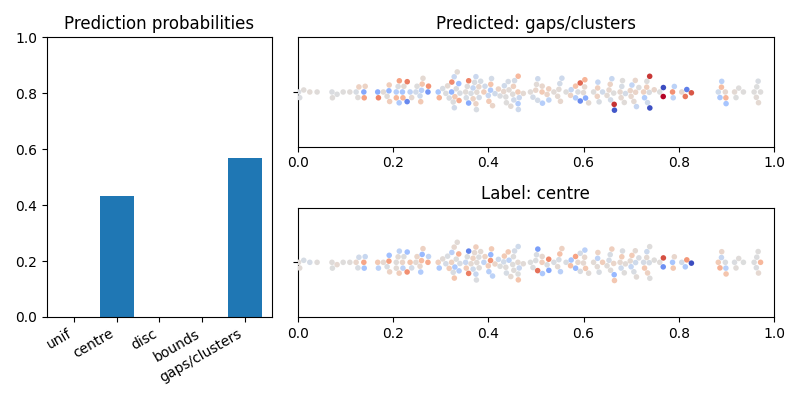 Prediction probabilities
1.0
0.8
0.6
0.4
0.2
0.0
unif
centre
disc
bounds
gaps/clusters
Predicted: gaps/clusters
0.0 0.2 0.4 0.6 0.8 1.0
Label: centre
0.0 0.2 0.4 0.6 0.8 1.0